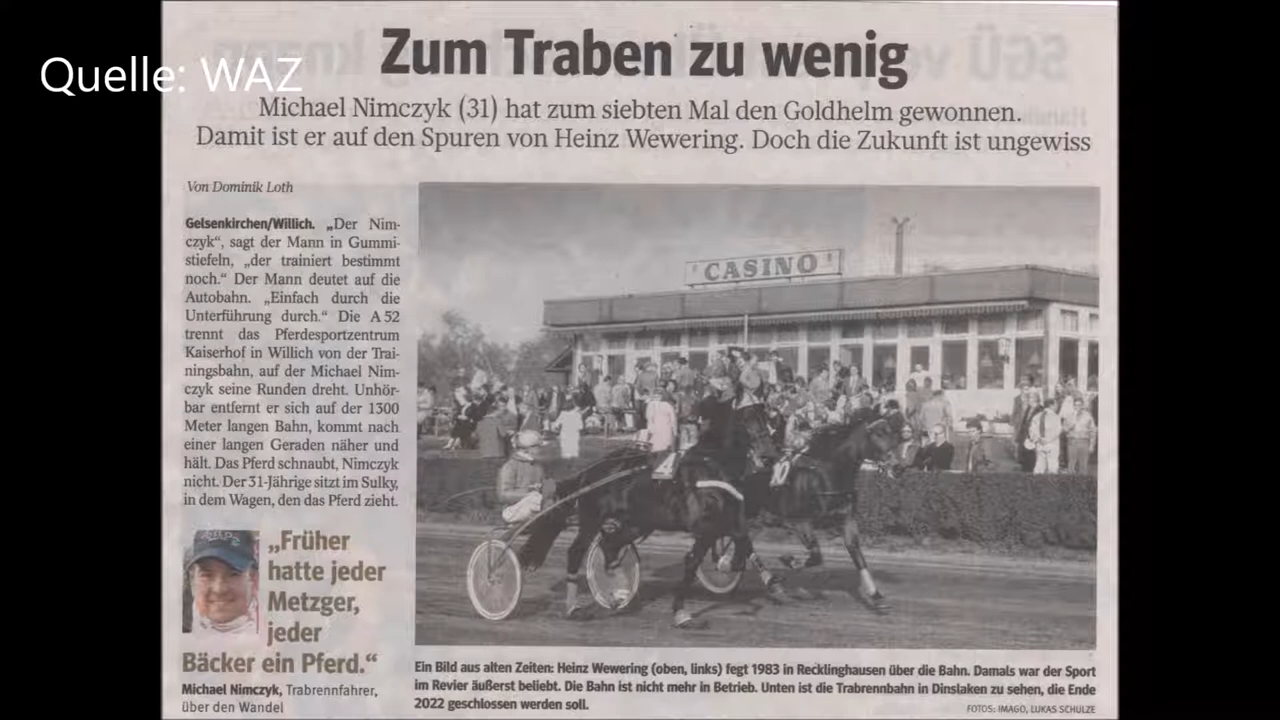 Quelle: WAZ
Zum Traben zu wenig
Michael Nimczyk (31) hat zum siebten Mal den Goldhelm gewonnen.
Damit ist er auf den Spuren von Heinz Wewering. Doch die Zukunft ist ungewiss
Von Dominik Loth
Gelsenkirchen/Willich. „Der Nim-
czyk“, sagt der Mann in Gummi-
stiefeln, „der trainiert bestimmt
noch.“ Der Mann deutet auf die
Autobahn. „Einfach durch die
Unterführung durch.“ Die A 52
trennt das Pferdesportzentrum
Kaiserhof in Willich von der Trai-
ningsbahn, auf der Michael Nim-
czyk seine Runden dreht. Unhör-
bar entfernt er sich auf der 1300
Meter langen Bahn, kommt nach
einer langen Geraden näher und
hält. Das Pferd schnaubt, Nimczyk
nicht. Der 31-Jährige sitzt im Sulky,
in dem Wagen, den das Pferd zieht.
„Früher
hatte jeder
Metzger,
jeder
Bäcker ein Pferd.“
Michael Nimczyk, Trabrennfahrer,
über den Wandel
CASINO
Ein Bild aus alten Zeiten: Heinz Wewering (oben, links) fegt 1983 in Recklinghausen über die Bahn. Damals war der Sport
im Revier äußerst beliebt. Die Bahn ist nicht mehr in Betrieb. Unten ist die Trabrennbahn in Dinslaken zu sehen, die Ende
2022 geschlossen werden soll.
FOTOS: IMAGO, LUKAS SCHULZE